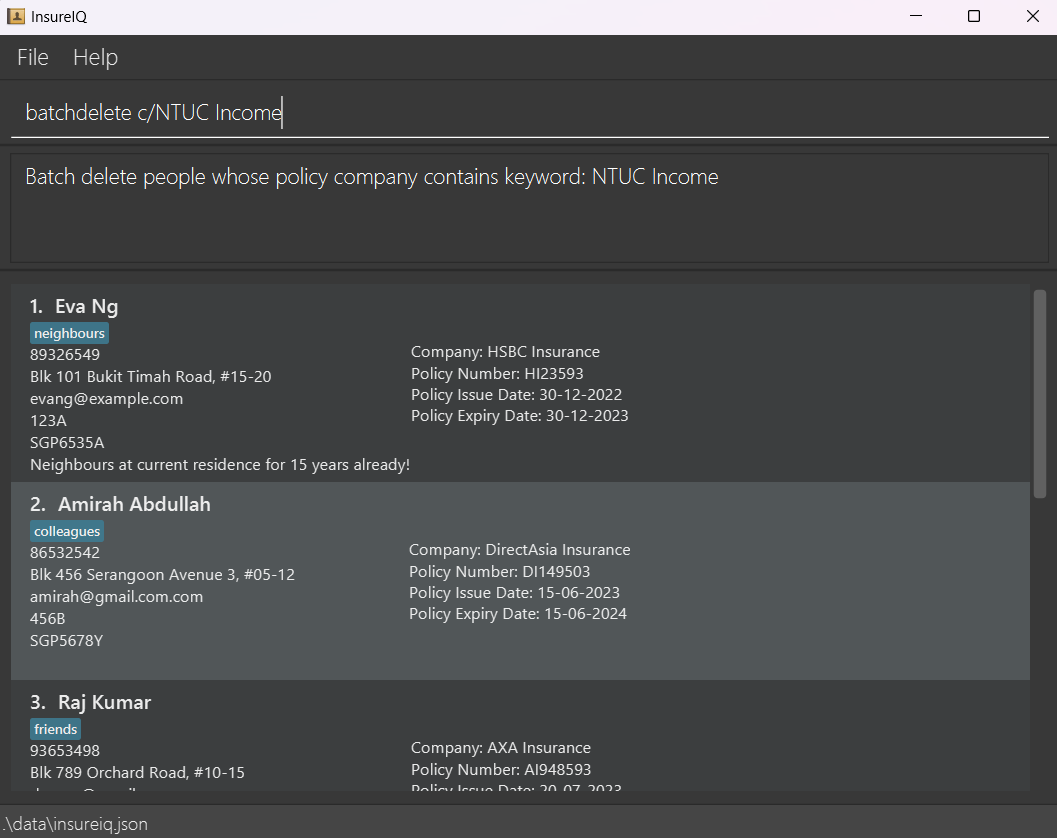 InsureIQ
File Help
batchdelete c/NTUC Income
Batch delete people whose policy company contains keyword: NTUC Income
1. Eva Ng
neighbours
89326549
Blk 101 Bukit Timah Road, #15-20
evang@example.com
123A
SGP6535A
Neighbours at current residence for 15 years already!
Company: HSBC Insurance
Policy Number: HI23593
Policy Issue Date: 30-12-2022
Policy Expiry Date: 30-12-2023
2. Amirah Abdullah
colleagues
86532542
Blk 456 Serangoon Avenue 3, #05-12
amirah@gmail.com.com
456B
SGP5678Y
Company: DirectAsia Insurance
Policy Number: DI149503
Policy Issue Date: 15-06-2023
Policy Expiry Date: 15-06-2024
3. Raj Kumar
friends
93653498
Blk 789 Orchard Road, #10-15
Company: AXA Insurance
Policy Number: AI948593
Policy Issue Date: 20-07-2023
.\data\insureiq.json